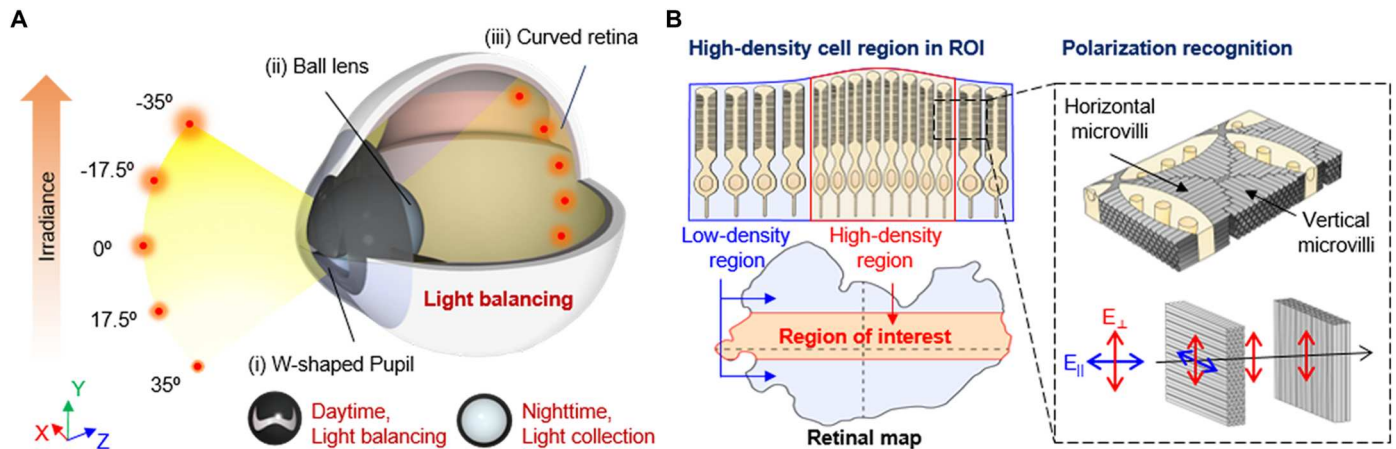 A
Irradiance
-35º
-17.5º
0º
17.5º
35º
(iii) Curved retina
(ii) Ball lens
Light balancing
(i) W-shaped Pupil
Daytime,
Light balancing
Nighttime,
Light collection
Y
X
Z
B
High-density cell region in ROI
Low-density
region
High-density
region
Region of interest
Retinal map
Polarization recognition
Horizontal
microvilli
Vertical
microvilli
E⊥
E||